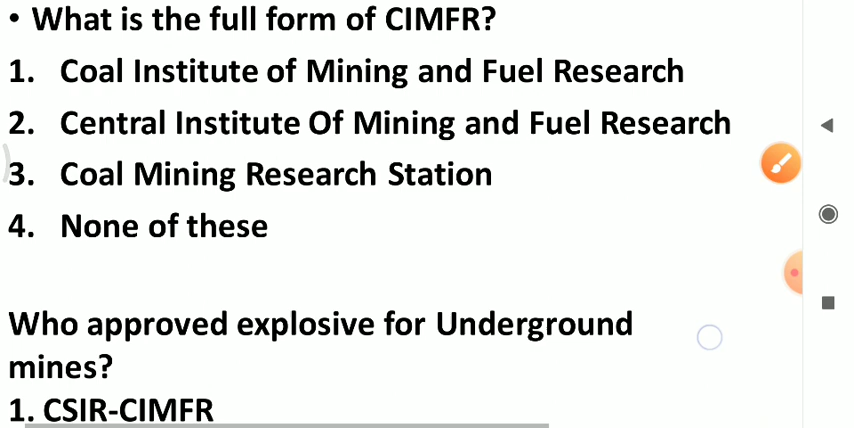 • What is the full form of CIMFR?
1. Coal Institute of Mining and Fuel Research
2. Central Institute Of Mining and Fuel Research
3. Coal Mining Research Station
4. None of these
Who approved explosive for Underground
mines?
1. CSIR-CIMFR